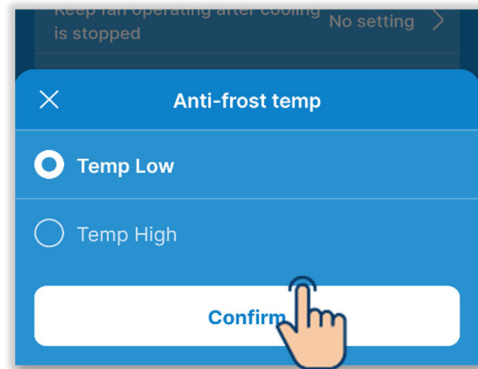 Keep fan operating after cooling
is stopped
No setting
Anti-frost temp
Temp Low
Temp High
Confirm